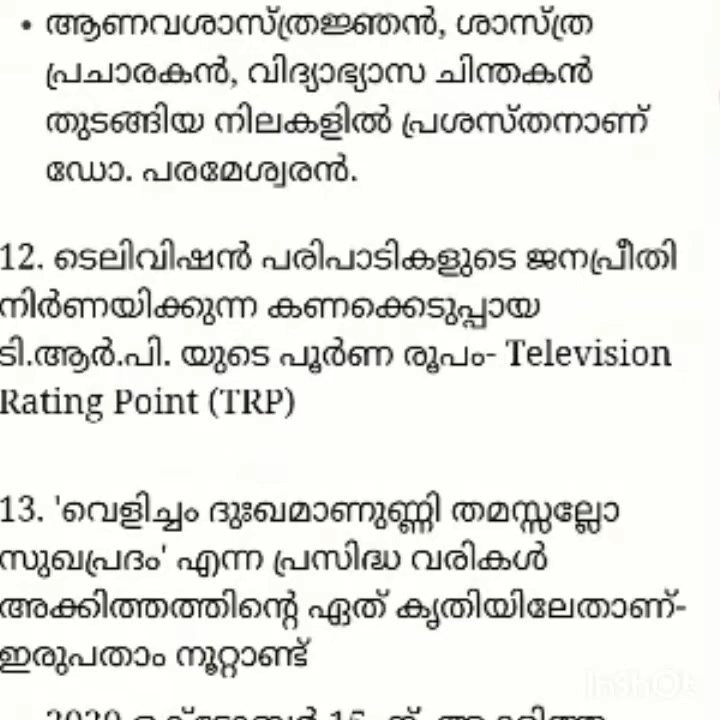 • ആണവശാസ്ത്രജ്ഞൻ, ശാസ്ത്ര
പ്രചാരകൻ, വിദ്യാഭ്യാസ ചിന്തകൻ
തുടങ്ങിയ നിലകളിൽ പ്രശസ്തനാണ്
ഡോ. പരമേശ്വരൻ.
12. ടെലിവിഷൻ പരിപാടികളുടെ ജനപ്രീതി
നിർണയിക്കുന്ന കണക്കെടുപ്പായ
ടി.ആർ.പി. യുടെ പൂർണ രൂപം- Television
Rating Point (TRP)
13. 'വെളിച്ചം ദുഃഖമാണുണ്ണി തമസ്സല്ലോ
സുഖപ്രദം' എന്ന പ്രസിദ്ധ വരികൾ
അക്കിത്തത്തിന്റെ ഏത് കൃതിയിലേതാണ്-
ഇരുപതാം നൂറ്റാണ്ട്
InShOt